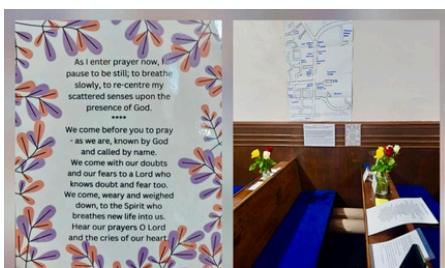 As I enter prayer now, I
pause to be still; to breathe
slowly, to re-centre my
scattered senses upon the
presence of God.
****
We come before you to pray
- as we are, known by God
and called by name.
We come with our doubts
and our fears to a Lord who
knows doubt and fear too.
We come, weary and weighed
down, to the Spirit who
breathes new life into us.
Hear our prayers O Lord
and the cries of our heart